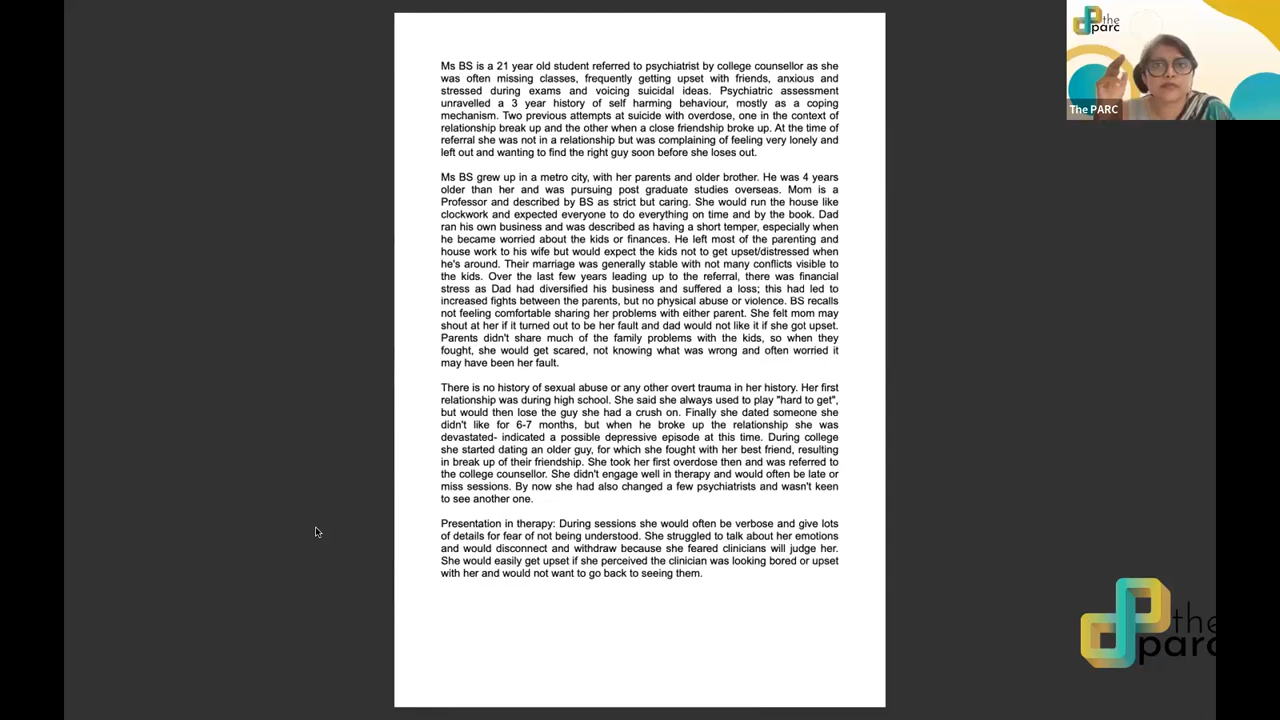 Ms BS is a 21 year old student referred to psychiatrist by college counsellor as she
was often missing classes, frequently getting upset with friends, anxious and
stressed during exams and voicing suicidal ideas. Psychiatric assessment
unravelled a 3 year history of self harming behaviour, mostly as a coping
mechanism. Two previous attempts at suicide with overdose, one in the context of
relationship break up and the other when a close friendship broke up. At the time of
referral she was not in a relationship but was complaining of feeling very lonely and
left out and wanting to find the right guy soon before she loses out.
Ms BS grew up in a metro city, with her parents and older brother. He was 4 years
older than her and was pursuing post graduate studies overseas. Mom is a
Professor and described by BS as strict but caring. She would run the house like
clockwork and expected everyone to do everything on time and by the book. Dad
ran his own business and was described as having a short temper, especially when
he became worried about the kids or finances. He left most of the parenting and
house work to his wife but would expect the kids not to get upset/distressed when
he's around. Their marriage was generally stable with not many conflicts visible to
the kids. Over the last few years leading up to the referral, there was financial
stress as Dad had diversified his business and suffered a loss; this had led to
increased fights between the parents, but no physical abuse or violence. BS recalls
not feeling comfortable sharing her problems with either parent. She felt mom may
shout at her if it turned out to be her fault and dad would not like it if she got upset.
Parents didn't share much of the family problems with the kids, so when they
fought, she would get scared, not knowing what was wrong and often worried it
may have been her fault.
There is no history of sexual abuse or any other overt trauma in her history. Her first
relationship was during high school. She said she always used to play "hard to get",
but would then lose the guy she had a crush on. Finally she dated someone she
didn't like for 6-7 months, but when he broke up the relationship she was
devastated- indicated a possible depressive episode at this time. During college
she started dating an older guy, for which she fought with her best friend, resulting
in break up of their friendship. She took her first overdose then and was referred to
the college counsellor. She didn't engage well in therapy and would often be late or
miss sessions. By now she had also changed a few psychiatrists and wasn't keen
to see another one.
Presentation in therapy: During sessions she would often be verbose and give lots
of details for fear of not being understood. She struggled to talk about her emotions
and would disconnect and withdraw because she feared clinicians will judge her.
She would easily get upset if she perceived the clinician was looking bored or upset
with her and would not want to go back to seeing them.
the
parc
The PARC
the
parc